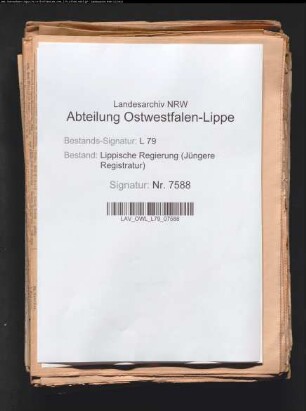 Landesarchiv NRW
Abteilung Ostwestfalen-Lippe
Bestands-Signatur: L 79
Bestand: Lippische Regierung (Jüngere
Registratur)
Signatur: Nr. 7588
LAV_OWL_L79_07588